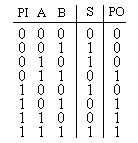 PI A B S PO
0 0 0 0 0
0 0 1 1 0
0 1 0 1 0
0 1 1 0 1
1 0 0 1 0
1 0 1 0 1
1 1 0 0 1
1 1 1 1 1